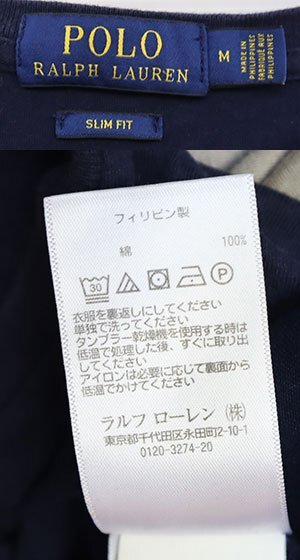 POLO
RALPH LAUREN
M
MADE IN
PHILIPPINES
FABRIQUÉ AUX
PHILIPPINES
SLIM FIT
フィリピン製
綿 100%
30 P
衣服を裏返しにしてください
単独で洗ってください
タンブラー乾燥機を使用する時は
低温で処理した後、すぐに取り出
してください
アイロンは必要に応じて裏面から
低温でかけてください
ラルフ ローレン (株)
東京都千代田区永田町2-10-1
0120-3274-20